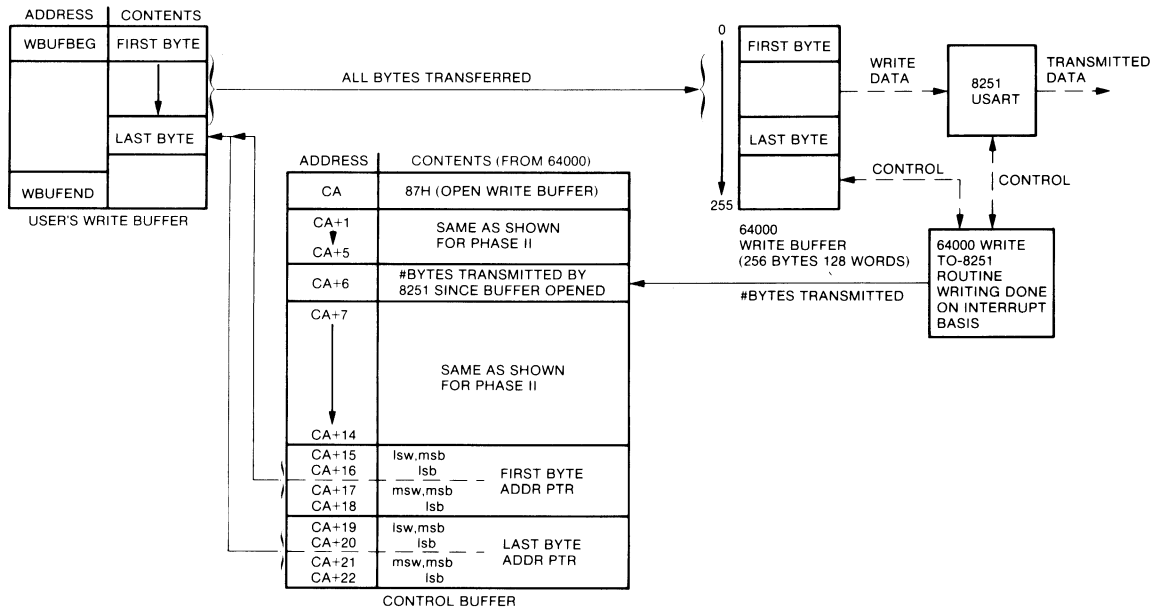 ADDRESS CONTENTS
WBUFBEG FIRST BYTE
LAST BYTE
WBUFEND
USER'S WRITE BUFFER
ALL BYTES TRANSFERRED
0
FIRST BYTE
LAST BYTE
255
64000
WRITE BUFFER
(256 BYTES 128 WORDS)
WRITE
DATA
8251
USART
TRANSMITTED
DATA
CONTROL
CONTROL
64000 WRITE
TO-8251
ROUTINE
WRITING DONE
ON INTERRUPT
BASIS
#BYTES TRANSMITTED
ADDRESS CONTENTS (FROM 64000)
CA 87H (OPEN WRITE BUFFER)
CA+1
CA+5
SAME AS SHOWN
FOR PHASE II
CA+6
#BYTES TRANSMITTED BY
8251 SINCE BUFFER OPENED
CA+7
CA+14
SAME AS SHOWN
FOR PHASE II
CA+15 lsw,msb
CA+16 lsb
CA+17 msw,msb
CA+18 lsb
FIRST BYTE
ADDR PTR
CA+19 lsw,msb
CA+20 lsb
CA+21 msw,msb
CA+22 lsb
LAST BYTE
ADDR PTR
CONTROL BUFFER